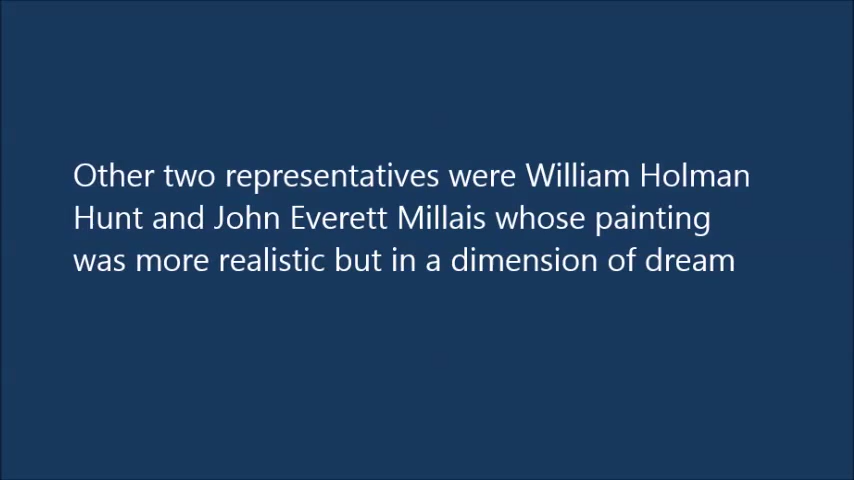 Other two representatives were William Holman
Hunt and John Everett Millais whose painting
was more realistic but in a dimension of dream